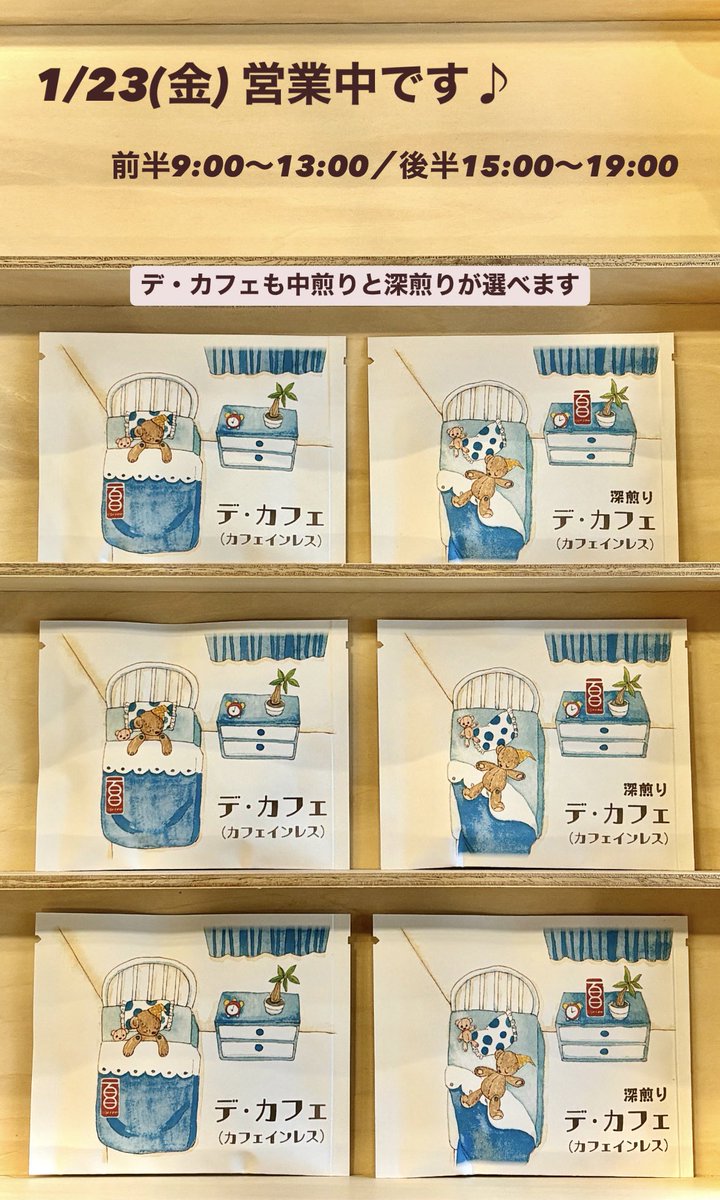 1/23(金) 営業中です♪
前半9:00〜13:00／後半15:00〜19:00
デ・カフェも中煎りと深煎りが選べます
デ・カフェ
(カフェインレス)
深煎り
デ・カフェ
(カフェインレス)
デ・カフェ
(カフェインレス)
深煎り
デ・カフェ
(カフェインレス)
デ・カフェ
(カフェインレス)
深煎り
デ・カフェ
(カフェインレス)